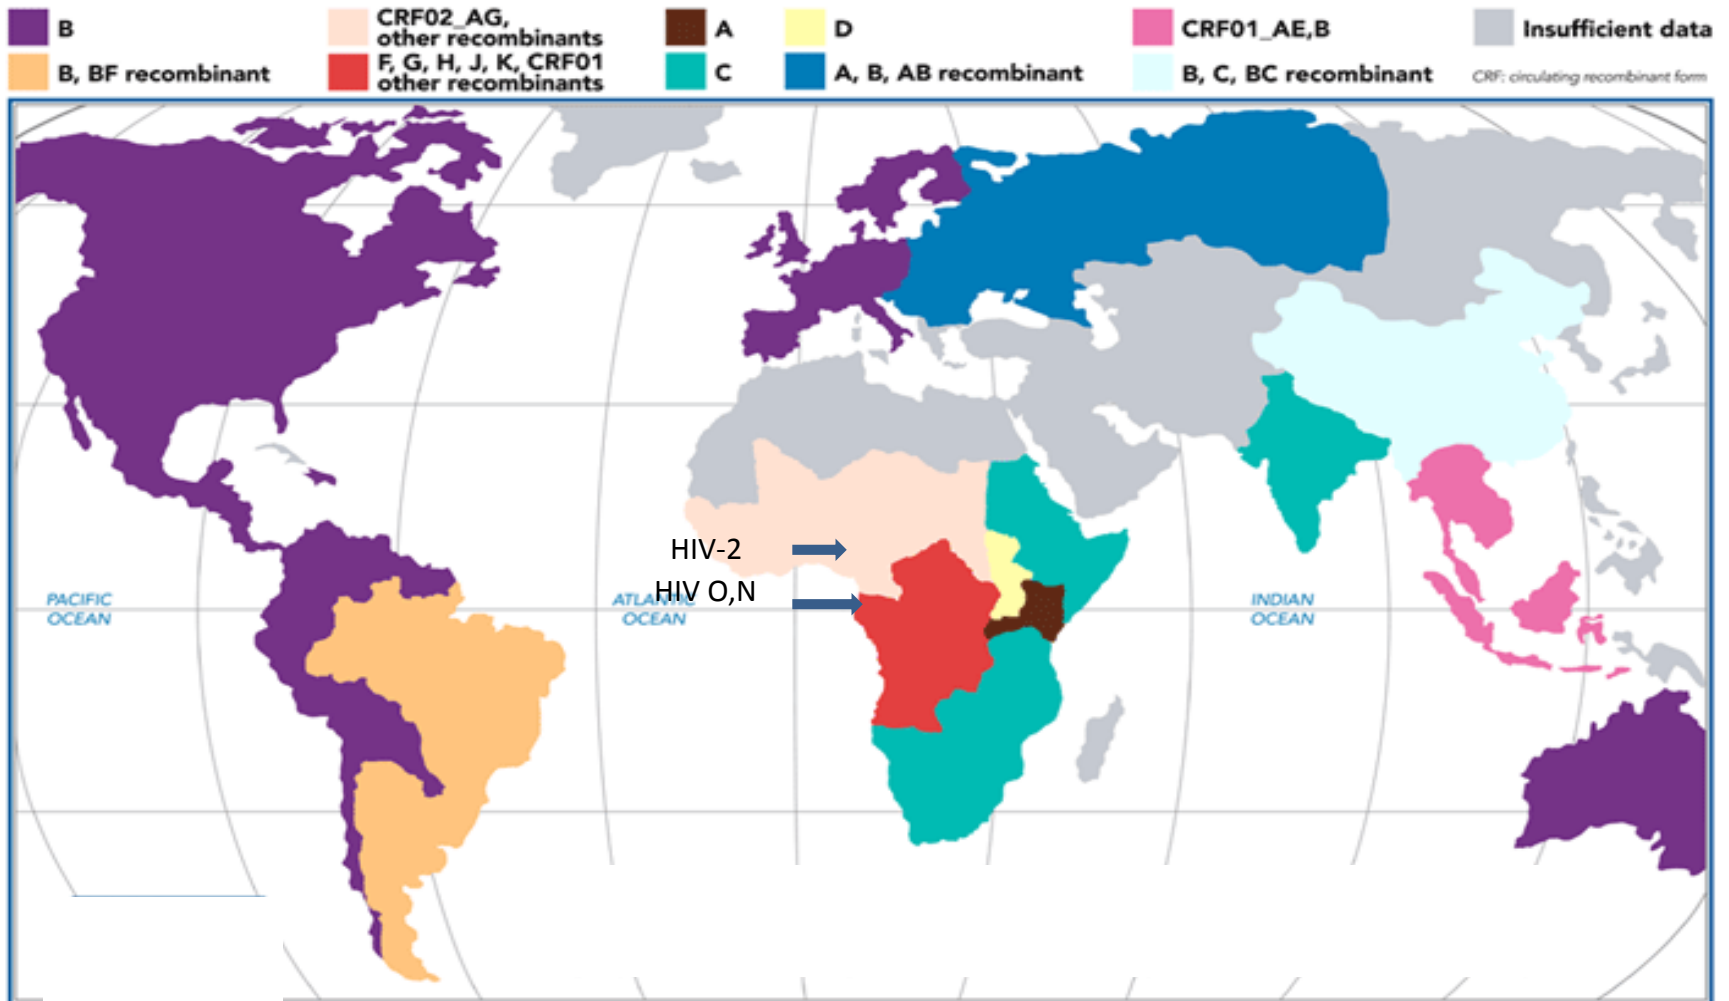 B
CRF02_AG,
other recombinants
A
D
CRF01_AE,B
Insufficient data
B, BF recombinant
F, G, H, J, K, CRF01
other recombinants
C
A, B, AB recombinant
B, C, BC recombinant
CRF: circulating recombinant form
HIV-2
HIV O,N
PACIFIC
OCEAN
ATLANTIC
OCEAN
INDIAN
OCEAN